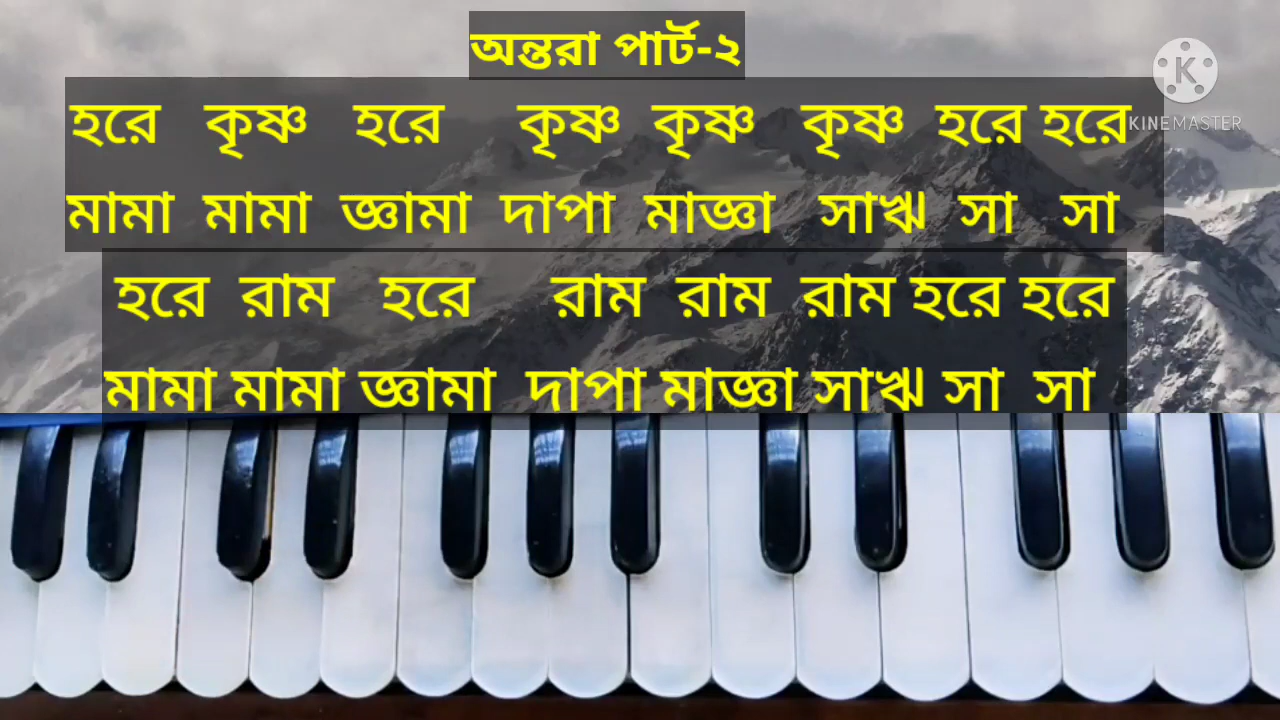 অন্তরা পার্ট-২
হরে কৃষ্ণ হরে কৃষ্ণ কৃষ্ণ কৃষ্ণ হরে হরে
মামা মামা জ্ঞামা দাপা মাজ্ঞা সাঋ সা সা
হরে রাম হরে রাম রাম রাম হরে হরে
মামা মামা জ্ঞামা দাপা মাজ্ঞা সাঋ সা সা
K
KINEMASTER